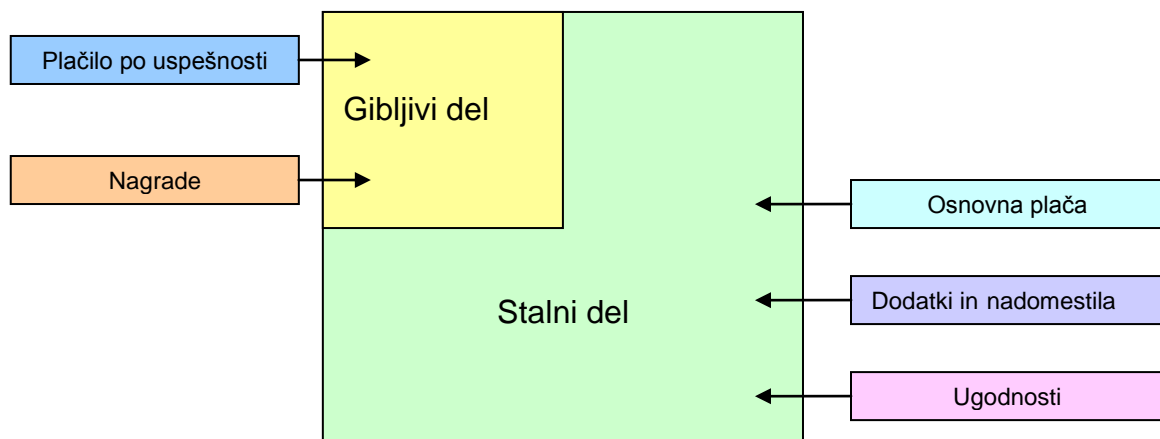 Plačilo po uspešnosti
Gibljivi del
Nagrade
Osnovna plača
Dodatki in nadomestila
Stalni del
Ugodnosti